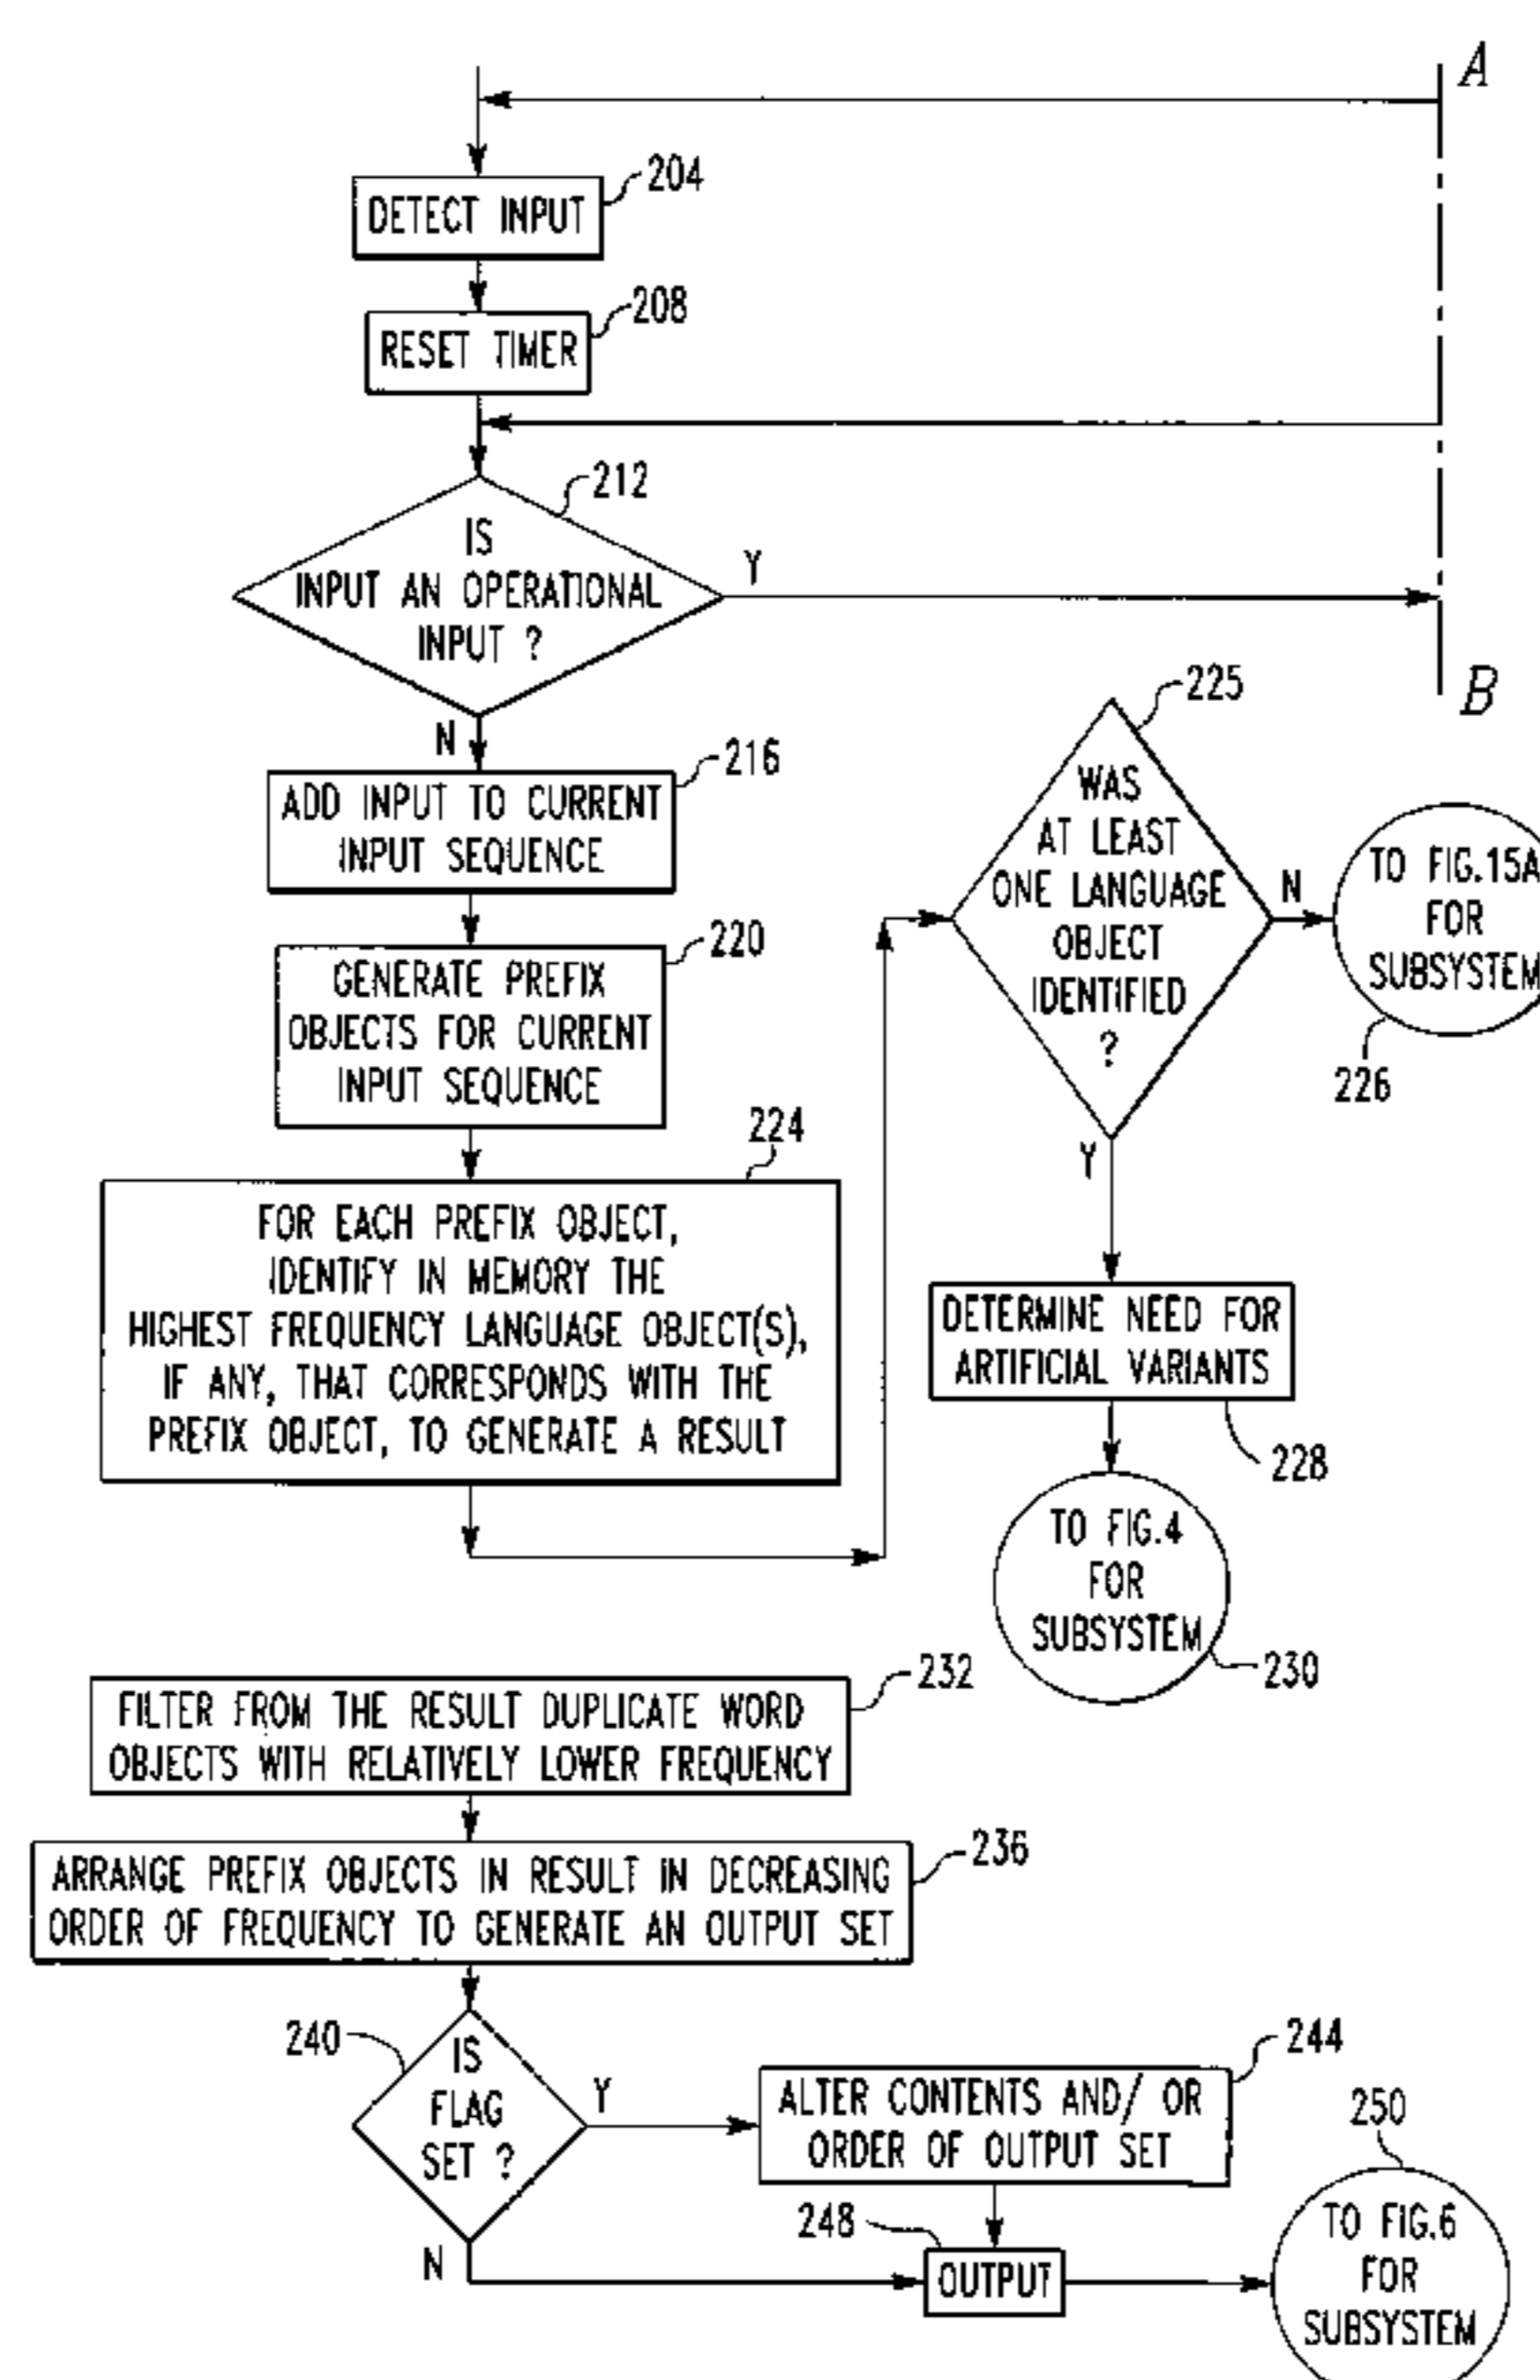 A
204
DETECT INPUT
208
RESET TIMER
212
IS
INPUT AN OPERATIONAL
INPUT ?
Y
N
B
216
ADD INPUT TO CURRENT
INPUT SEQUENCE
220
GENERATE PREFIX
OBJECTS FOR CURRENT
INPUT SEQUENCE
224
FOR EACH PREFIX OBJECT,
IDENTIFY IN MEMORY THE
HIGHEST FREQUENCY LANGUAGE OBJECT(S),
IF ANY, THAT CORRESPONDS WITH THE
PREFIX OBJECT, TO GENERATE A RESULT
225
WAS
AT LEAST
ONE LANGUAGE
OBJECT
IDENTIFIED
?
N
TO FIG.15A
FOR
SUBSYSTEM
226
Y
DETERMINE NEED FOR
ARTIFICIAL VARIANTS
228
TO FIG.4
FOR
SUBSYSTEM
230
232
FILTER FROM THE RESULT DUPLICATE WORD
OBJECTS WITH RELATIVELY LOWER FREQUENCY
236
ARRANGE PREFIX OBJECTS IN RESULT IN DECREASING
ORDER OF FREQUENCY TO GENERATE AN OUTPUT SET
240
IS
FLAG
SET ?
Y
N
244
ALTER CONTENTS AND/ OR
ORDER OF OUTPUT SET
248
OUTPUT
250
TO FIG.6
FOR
SUBSYSTEM